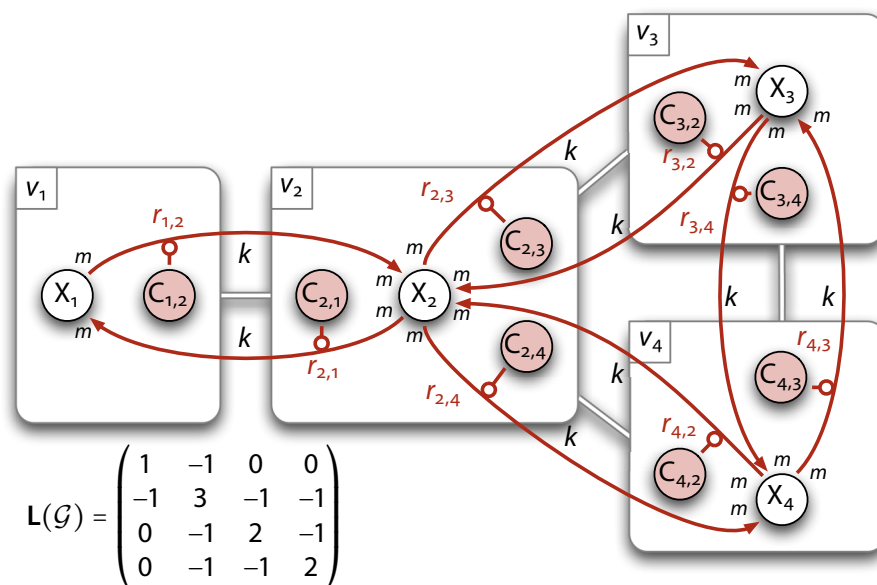 v₁
r₁,₂
m
k
m
X₁
C₁,₂
m
k
r₂,₁
v₂
r₂,₃
m
m
m
X₂
C₂,₁
C₂,₃
m
m
m
C₂,₄
r₂,₄
k
k
k
k
v₃
m
X₃
m
m
m
C₃,₂
r₃,₂
C₃,₄
r₃,₄
k
k
v₄
r₄,₃
C₄,₃
r₄,₂
C₄,₂
m
m
m
m
X₄
L(G) =
1 –1 0 0
–1 3 –1 –1
0 –1 2 –1
0 –1 –1 2